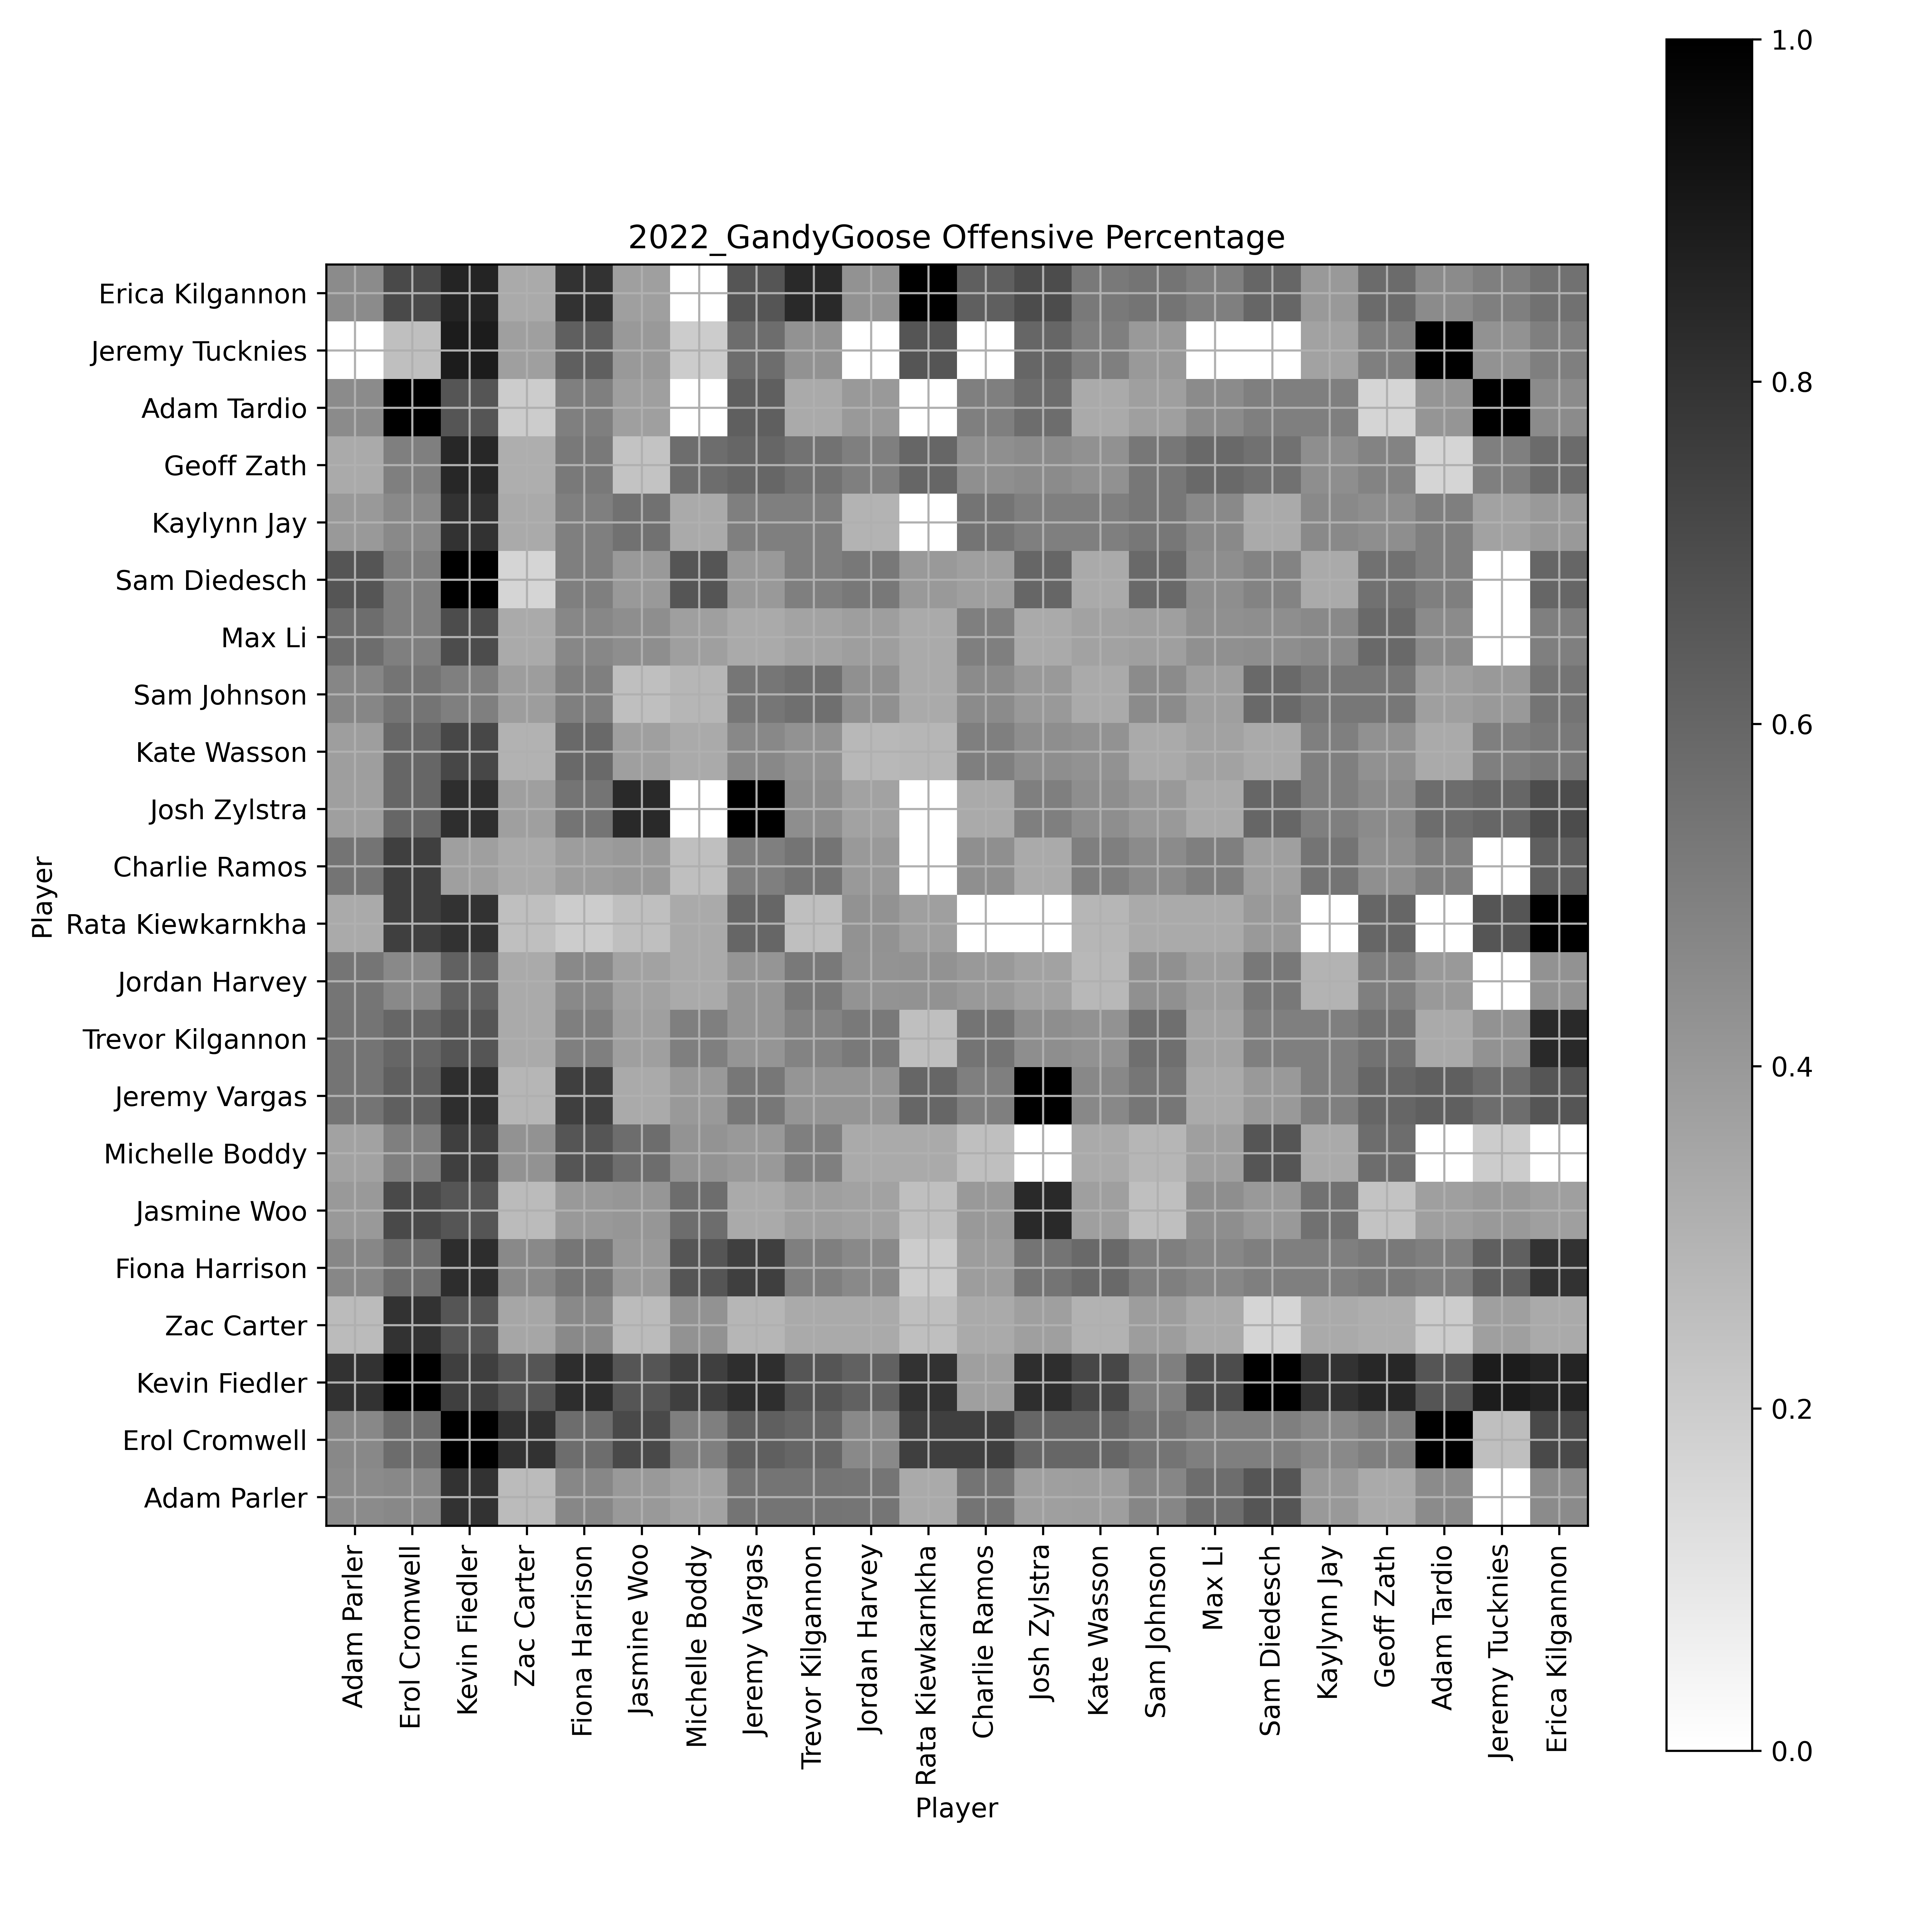 2022_GandyGoose Offensive Percentage
Erica Kilgannon
Jeremy Tucknies
Adam Tardio
Geoff Zath
Kaylynn Jay
Sam Diedesch
Max Li
Sam Johnson
Kate Wasson
Josh Zylstra
Charlie Ramos
Rata Kiewkarnkha
Jordan Harvey
Trevor Kilgannon
Jeremy Vargas
Michelle Boddy
Jasmine Woo
Fiona Harrison
Zac Carter
Kevin Fiedler
Erol Cromwell
Adam Parler
Player
Adam Parler
Erol Cromwell
Kevin Fiedler
Zac Carter
Fiona Harrison
Jasmine Woo
Michelle Boddy
Jeremy Vargas
Trevor Kilgannon
Jordan Harvey
Rata Kiewkarnkha
Charlie Ramos
Josh Zylstra
Kate Wasson
Sam Johnson
Max Li
Sam Diedesch
Kaylynn Jay
Geoff Zath
Adam Tardio
Jeremy Tucknies
Erica Kilgannon
Player
1.0
0.8
0.6
0.4
0.2
0.0